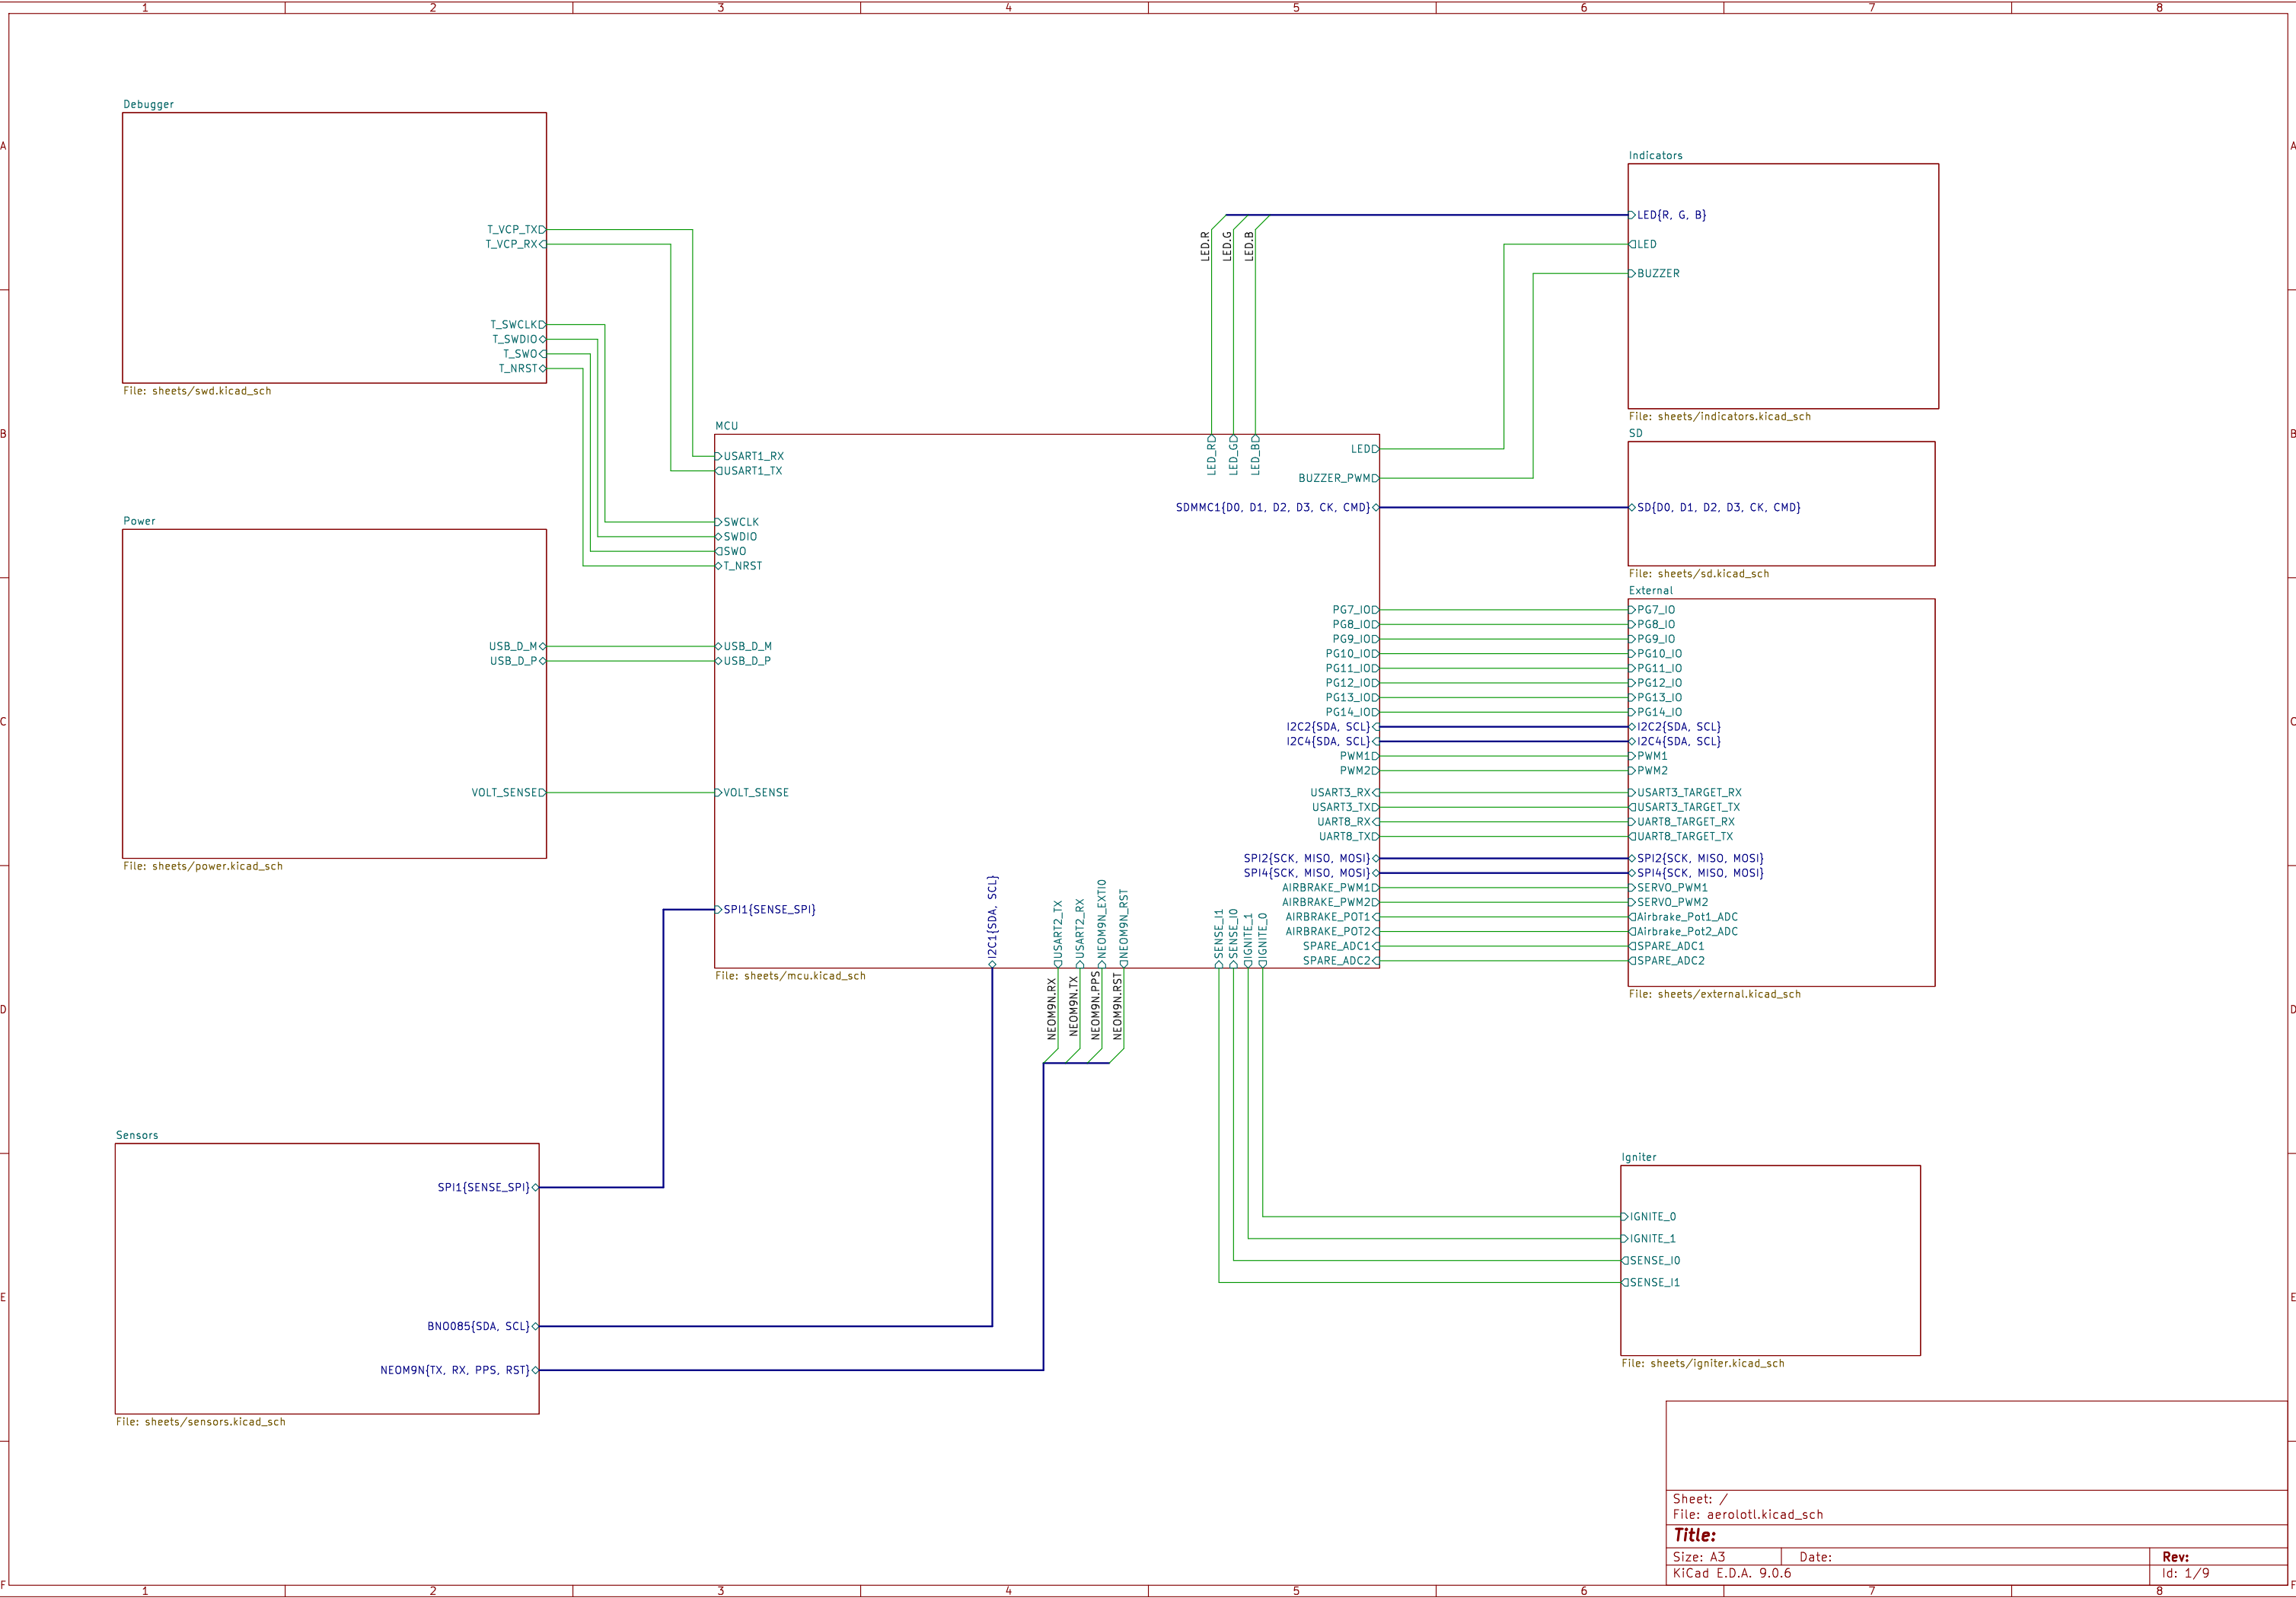 1 2 3 4 5 6 7 8
A
B
C
D
E
F
A
B
C
D
E
F
Debugger
T_VCP_TX
T_VCP_RX
T_SWCLK
T_SWDIO
T_SWO
T_NRST
File: sheets/swd.kicad_sch
Power
USB_D_M
USB_D_P
VOLT_SENSE
File: sheets/power.kicad_sch
Sensors
SPI1{SENSE_SPI}
BNO085{SDA, SCL}
NEOM9N{TX, RX, PPS, RST}
File: sheets/sensors.kicad_sch
MCU
USART1_RX
USART1_TX
SWCLK
SWDIO
SWO
T_NRST
USB_D_M
USB_D_P
VOLT_SENSE
SPI1{SENSE_SPI}
LED.R
LED.G
LED.B
LED_R
LED_G
LED_B
LED
BUZZER_PWM
SDMMC1{D0, D1, D2, D3, CK, CMD}
PG7_IO
PG8_IO
PG9_IO
PG10_IO
PG11_IO
PG12_IO
PG13_IO
PG14_IO
I2C2{SDA, SCL}
I2C4{SDA, SCL}
PWM1
PWM2
USART3_RX
USART3_TX
UART8_RX
UART8_TX
SPI2{SCK, MISO, MOSI}
SPI4{SCK, MISO, MOSI}
AIRBRAKE_PWM1
AIRBRAKE_PWM2
AIRBRAKE_POT1
AIRBRAKE_POT2
SPARE_ADC1
SPARE_ADC2
I2C1{SDA, SCL}
USART2_TX
USART2_RX
NEOM9N_EXTI0
NEOM9N_RST
SENSE_I1
SENSE_I0
IGNITE_1
IGNITE_0
File: sheets/mcu.kicad_sch
NEOM9N.RX
NEOM9N.TX
NEOM9N.PPS
NEOM9N.RST
Indicators
LED{R, G, B}
LED
BUZZER
File: sheets/indicators.kicad_sch
SD
SD{D0, D1, D2, D3, CK, CMD}
File: sheets/sd.kicad_sch
External
PG7_IO
PG8_IO
PG9_IO
PG10_IO
PG11_IO
PG12_IO
PG13_IO
PG14_IO
I2C2{SDA, SCL}
I2C4{SDA, SCL}
PWM1
PWM2
USART3_TARGET_RX
USART3_TARGET_TX
UART8_TARGET_RX
UART8_TARGET_TX
SPI2{SCK, MISO, MOSI}
SPI4{SCK, MISO, MOSI}
SERVO_PWM1
SERVO_PWM2
Airbrake_Pot1_ADC
Airbrake_Pot2_ADC
SPARE_ADC1
SPARE_ADC2
File: sheets/external.kicad_sch
Igniter
IGNITE_0
IGNITE_1
SENSE_I0
SENSE_I1
File: sheets/igniter.kicad_sch
Sheet: /
File: aerolotl.kicad_sch
Title:
Size: A3 Date: Rev:
KiCad E.D.A. 9.0.6 Id: 1/9
1 2 3 4 5 6 7 8